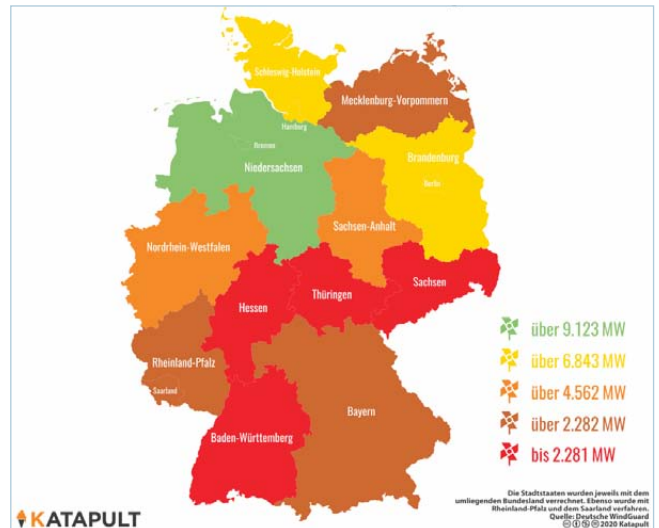 Schleswig-Holstein
Mecklenburg-Vorpommern
Hamburg
Bremen
Niedersachsen
Brandenburg
Berlin
Sachsen-Anhalt
Nordrhein-Westfalen
Sachsen
Thüringen
Hessen
Rheinland-Pfalz
Saarland
Bayern
Baden-Württemberg
über 9.123 MW
über 6.843 MW
über 4.562 MW
über 2.282 MW
bis 2.281 MW
Die Stadtstaaten wurden jeweils mit dem
umliegenden Bundesland verrechnet. Ebenso wurde mit
Rheinland-Pfalz und dem Saarland verfahren.
Quelle: Deutsche WindGuard
©2020 Katapult
KATAPULT